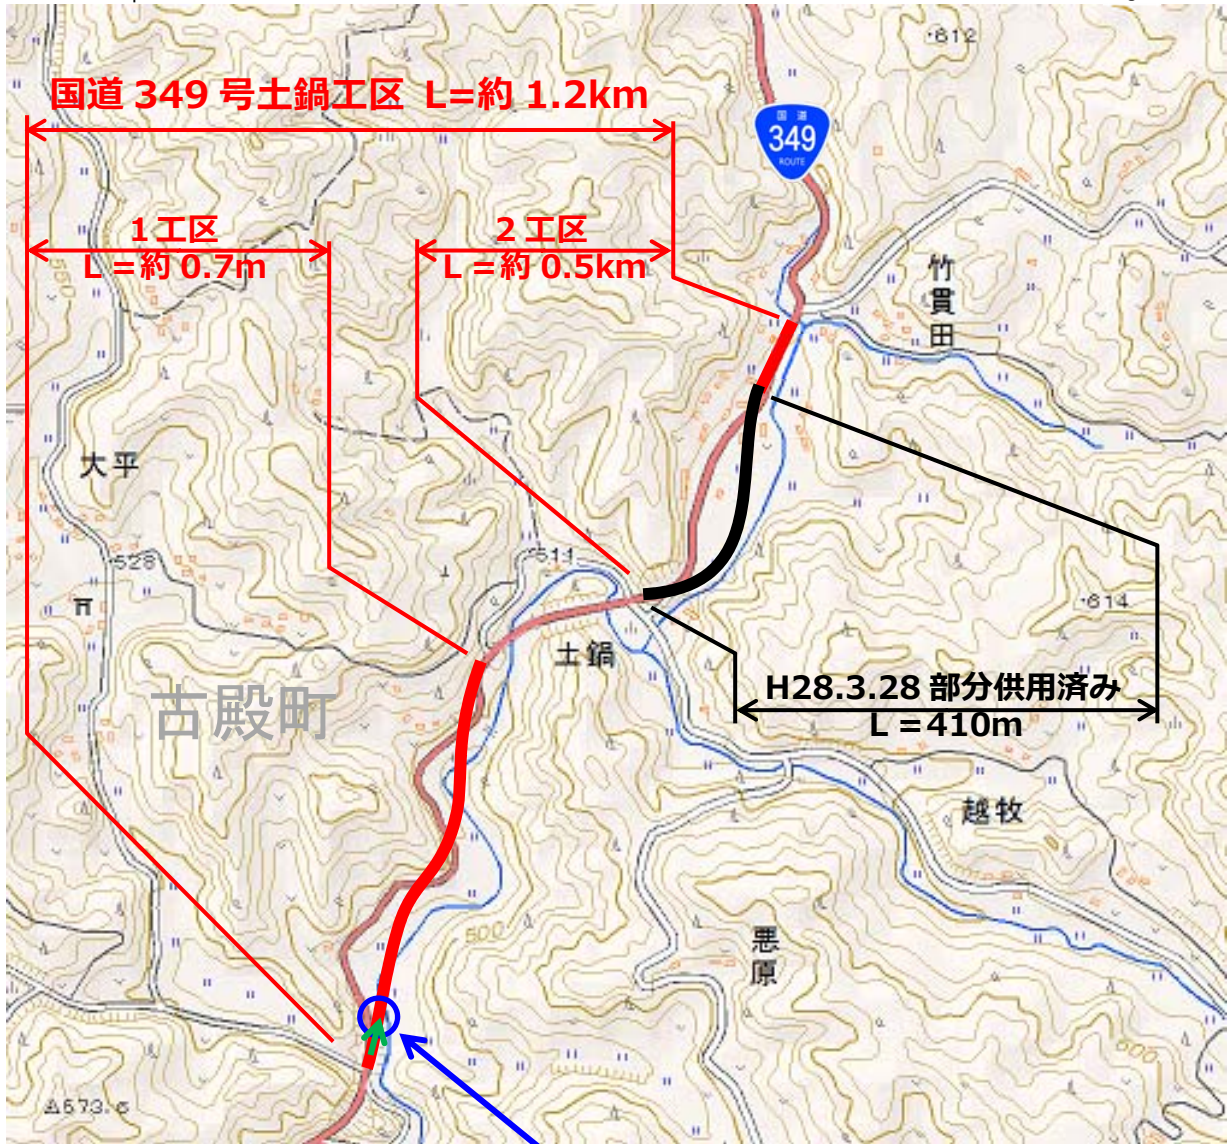 国道 349 号土鍋工区 L=約 1.2km
1 工区
L =約 0.7m
2 工区
L =約 0.5km
国道
349
ROUTE
612
竹貫田
大平
528
511
614
土鍋
古殿町
H28.3.28 部分供用済み
L =410m
越牧
悪原
500
600
573.6